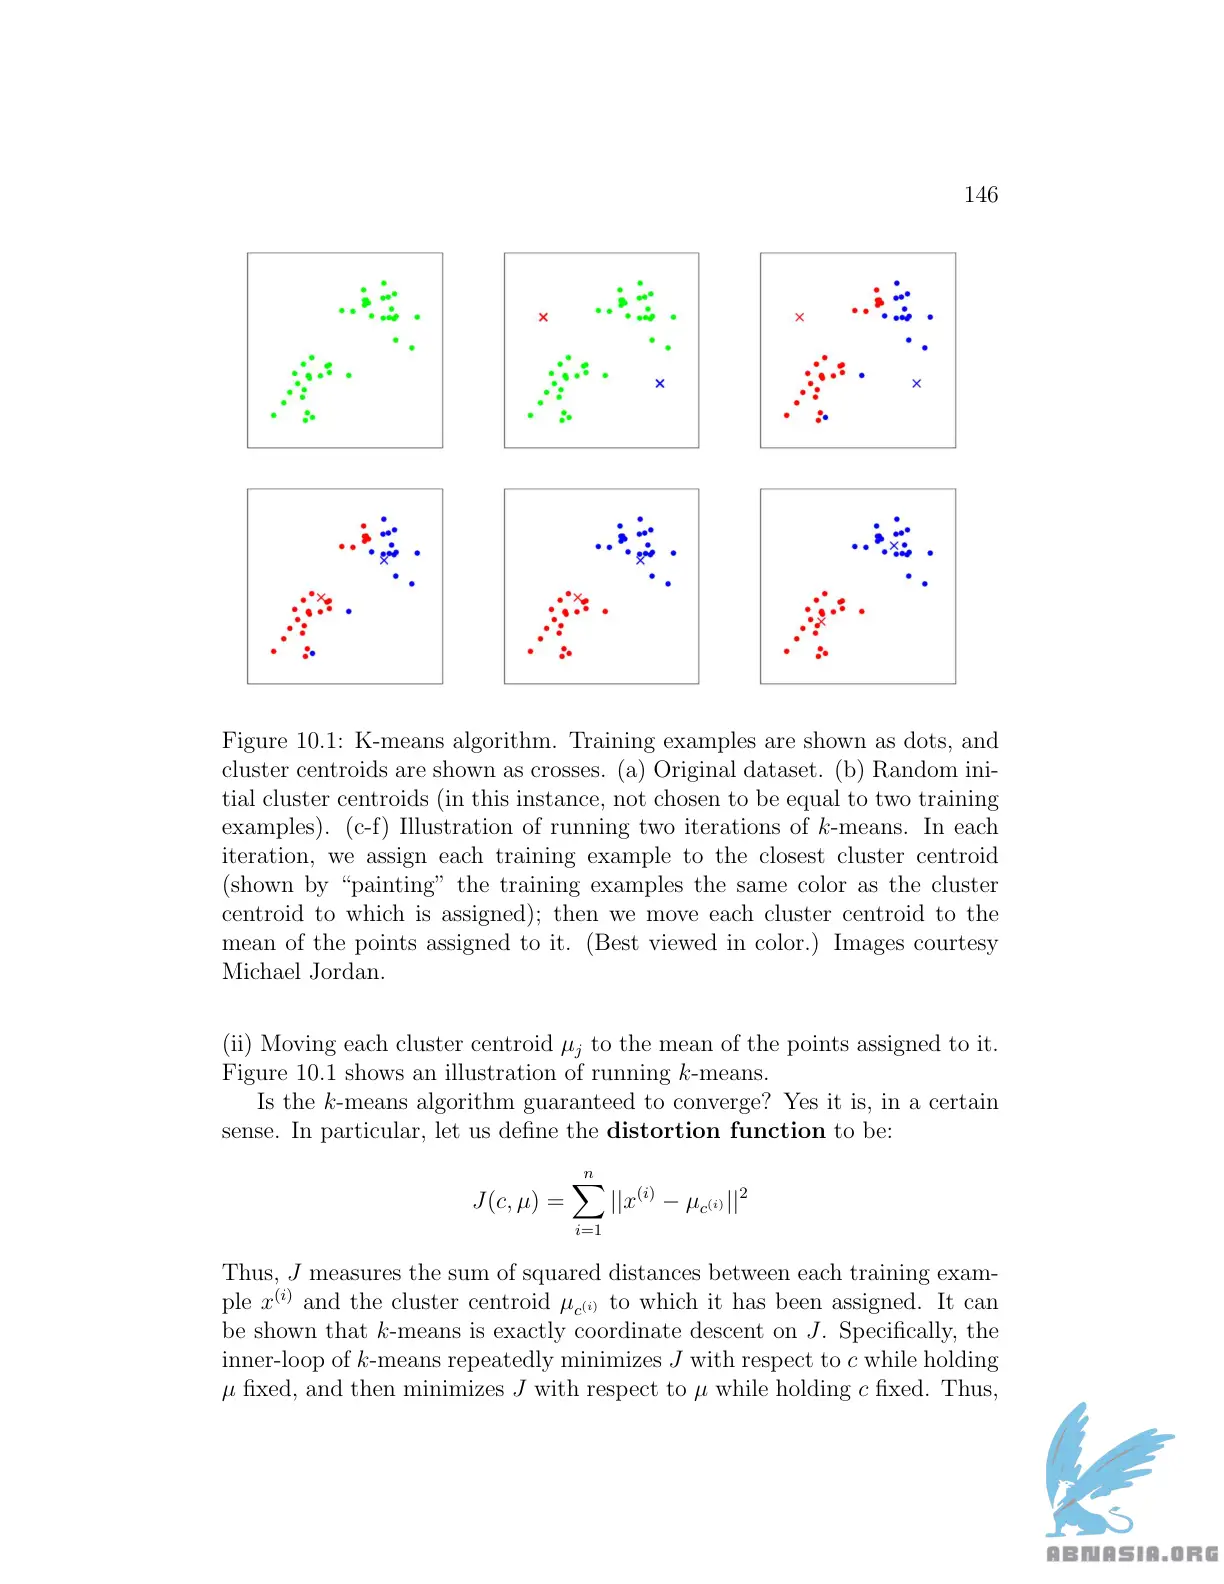 146
Figure 10.1: K-means algorithm. Training examples are shown as dots, and
cluster centroids are shown as crosses. (a) Original dataset. (b) Random ini-
tial cluster centroids (in this instance, not chosen to be equal to two training
examples). (c-f) Illustration of running two iterations of k-means. In each
iteration, we assign each training example to the closest cluster centroid
(shown by “painting” the training examples the same color as the cluster
centroid to which is assigned); then we move each cluster centroid to the
mean of the points assigned to it. (Best viewed in color.) Images courtesy
Michael Jordan.
(ii) Moving each cluster centroid μ_j to the mean of the points assigned to it.
Figure 10.1 shows an illustration of running k-means.
Is the k-means algorithm guaranteed to converge? Yes it is, in a certain
sense. In particular, let us define the distortion function to be:
J(c, μ) = ∑_{i=1}^{n} ||x^{(i)} − μ_{c^{(i)}}||^2
Thus, J measures the sum of squared distances between each training exam-
ple x^{(i)} and the cluster centroid μ_{c^{(i)}} to which it has been assigned. It can
be shown that k-means is exactly coordinate descent on J. Specifically, the
inner-loop of k-means repeatedly minimizes J with respect to c while holding
μ fixed, and then minimizes J with respect to μ while holding c fixed. Thus,
ABNASIA.ORG